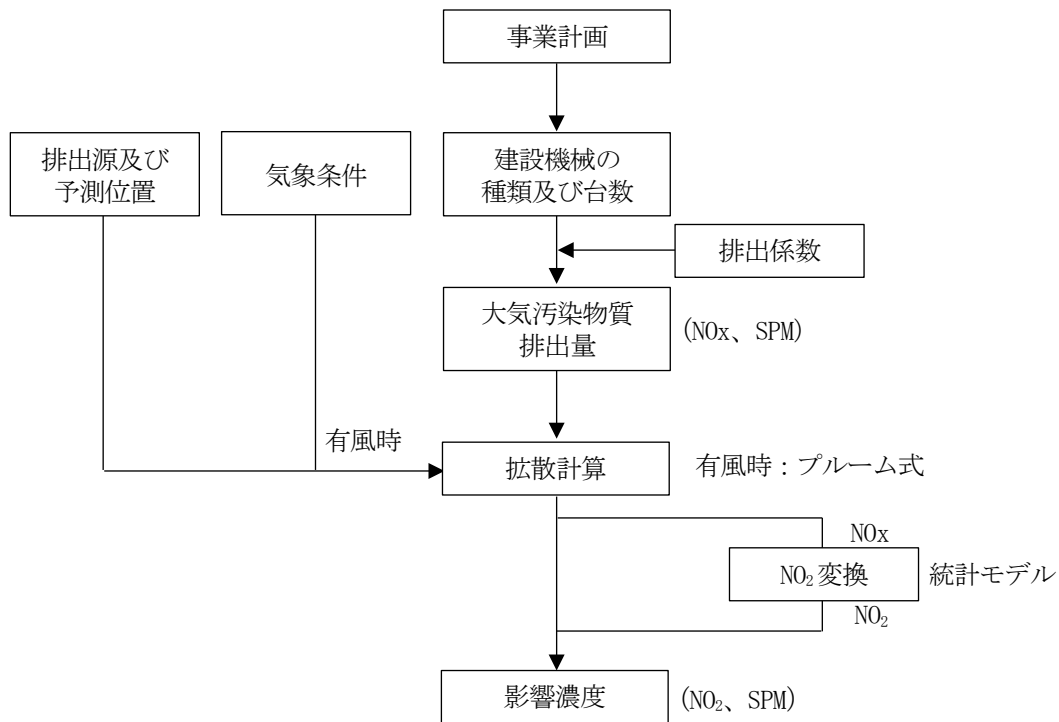 事業計画
排出源及び
予測位置
気象条件
建設機械の
種類及び台数
排出係数
大気汚染物質
排出量
(NOx、SPM)
有風時
拡散計算
有風時：プルーム式
NOx
NO₂変換
統計モデル
NO₂
影響濃度
(NO₂、SPM)